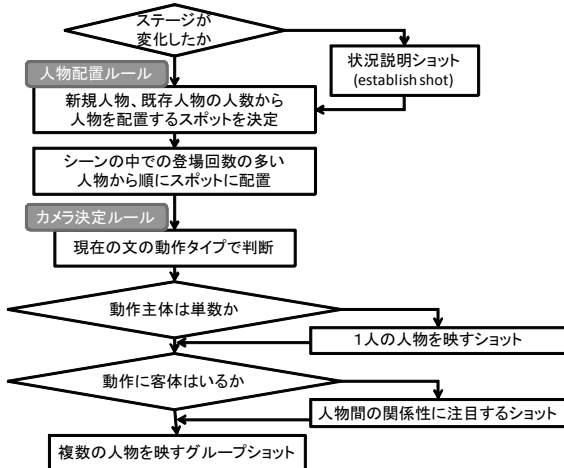 ステージが
変化したか
状況説明ショット
(establish shot)
人物配置ルール
新規人物、既存人物の人数から
人物を配置するスポットを決定
シーンの中での登場回数の多い
人物から順にスポットに配置
カメラ決定ルール
現在の文の動作タイプで判断
動作主体は単数か
1人の人物を映すショット
動作に客体はいるか
人物間の関係性に注目するショット
複数の人物を映すグループショット